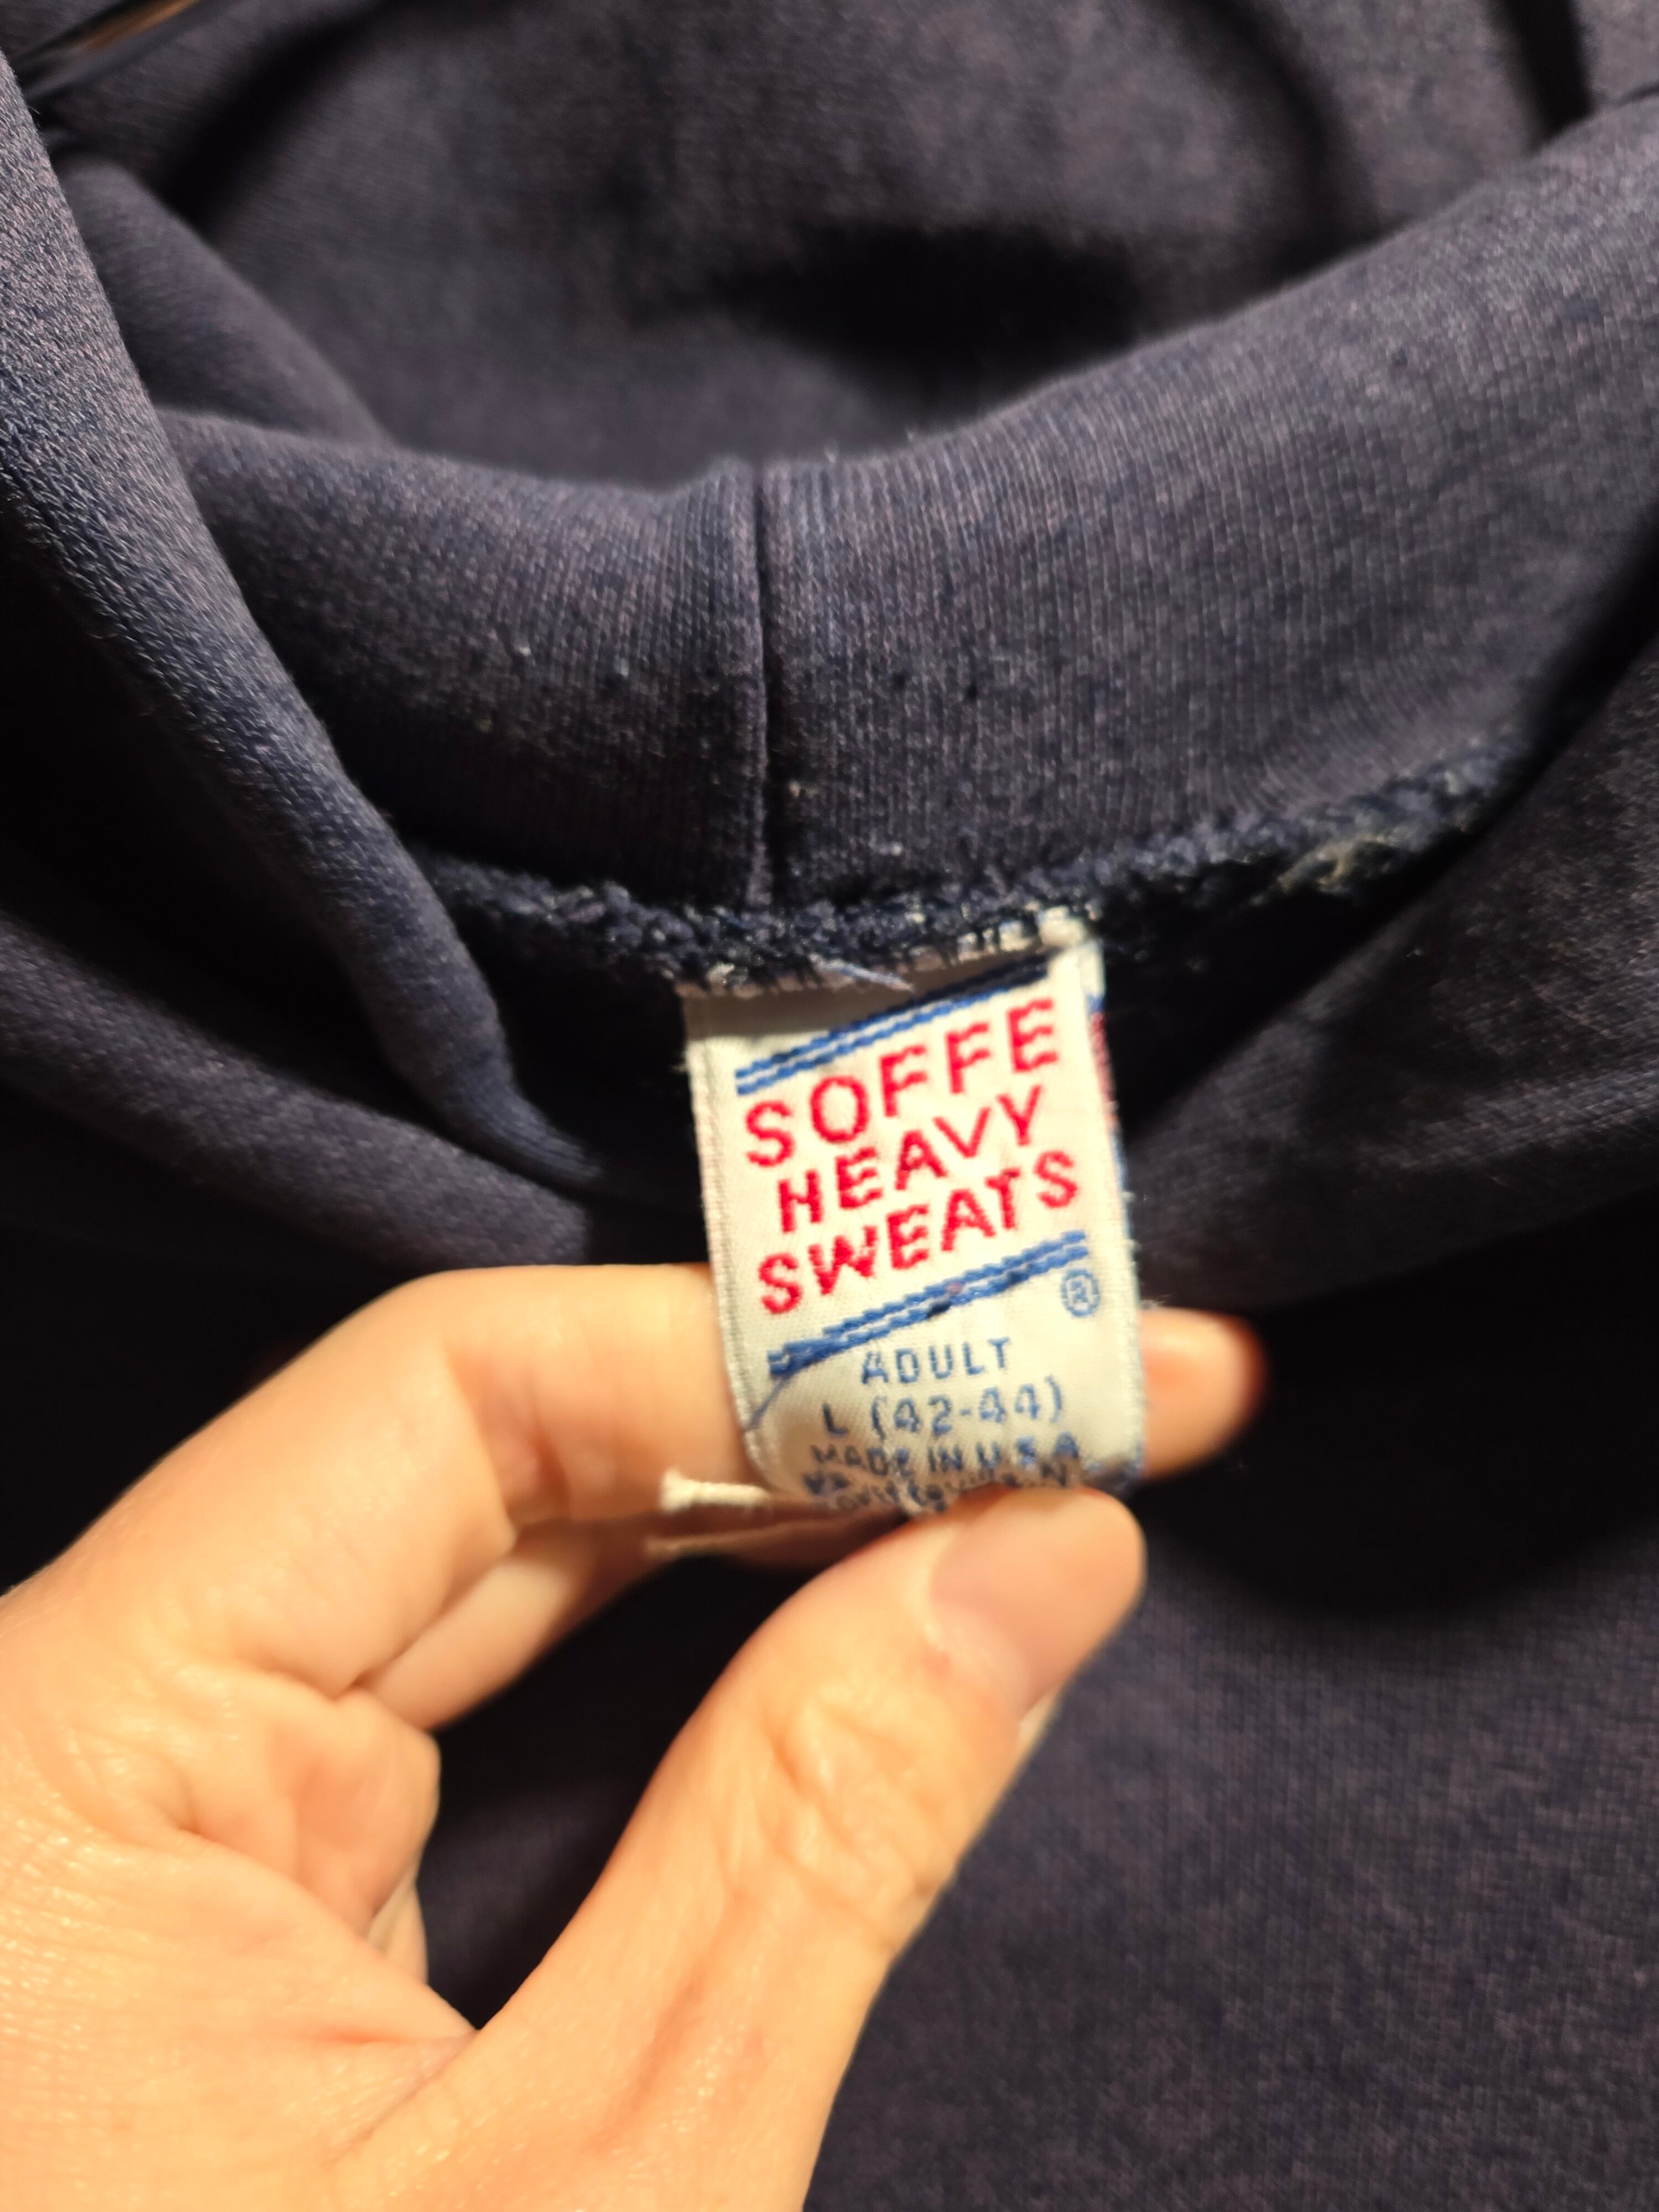 SOFFE
HEAVY
SWEATS
®
ADULT
L (42-44)
MADE IN U.S.A